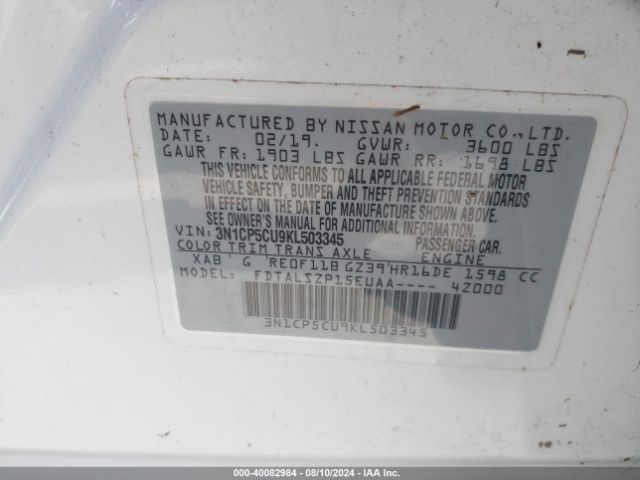 MANUFACTURED BY NISSAN MOTOR CO.,LTD.
DATE: 02/19. GVWR: 3600 LBS
GAWR FR: 1903 LBS GAWR RR: 1698 LBS
THIS VEHICLE CONFORMS TO ALL APPLICABLE FEDERAL MOTOR
VEHICLE SAFETY, BUMPER AND THEFT PREVENTION STANDARDS
IN EFFECT ON THE DATE OF MANUFACTURE SHOWN ABOVE.
SEE OWNER'S MANUAL FOR ADDITIONAL INFORMATION.
VIN: 3N1CP5CU9KL503345 PASSENGER CAR.
COLOR TRIM TRANS AXLE ENGINE
XAB G RE0F11B GZ39 HR16DE 1598 CC
MODEL: FDTALSZP15EUAA---- 4Z000
3N1CP5CU9KL503345
000-40082984 - 08/10/2024 - IAA Inc.